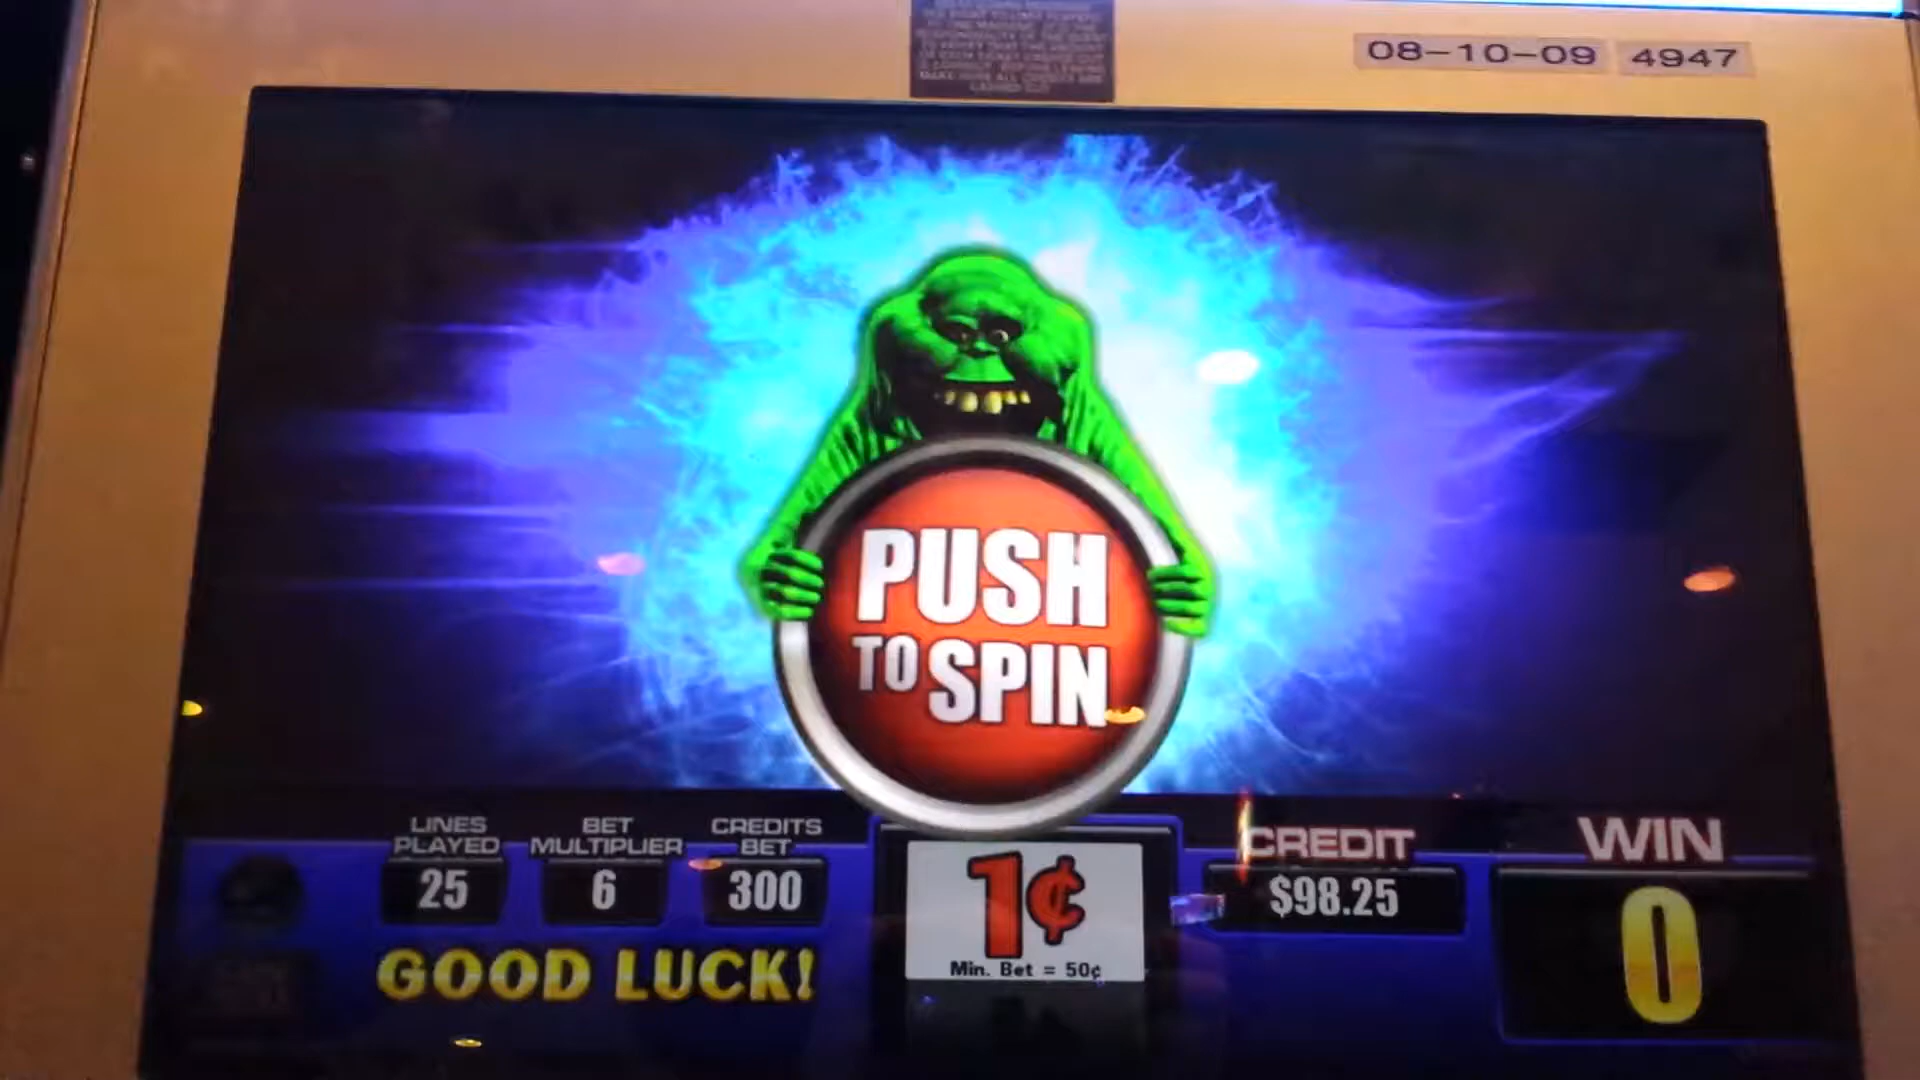 08-10-09 4947
PUSH
TO SPIN
LINES
PLAYED
25
BET
MULTIPLIER
6
CREDITS
BET
300
1¢
Min. Bet = 50¢
CREDIT
$98.25
WIN
0
GOOD LUCK!